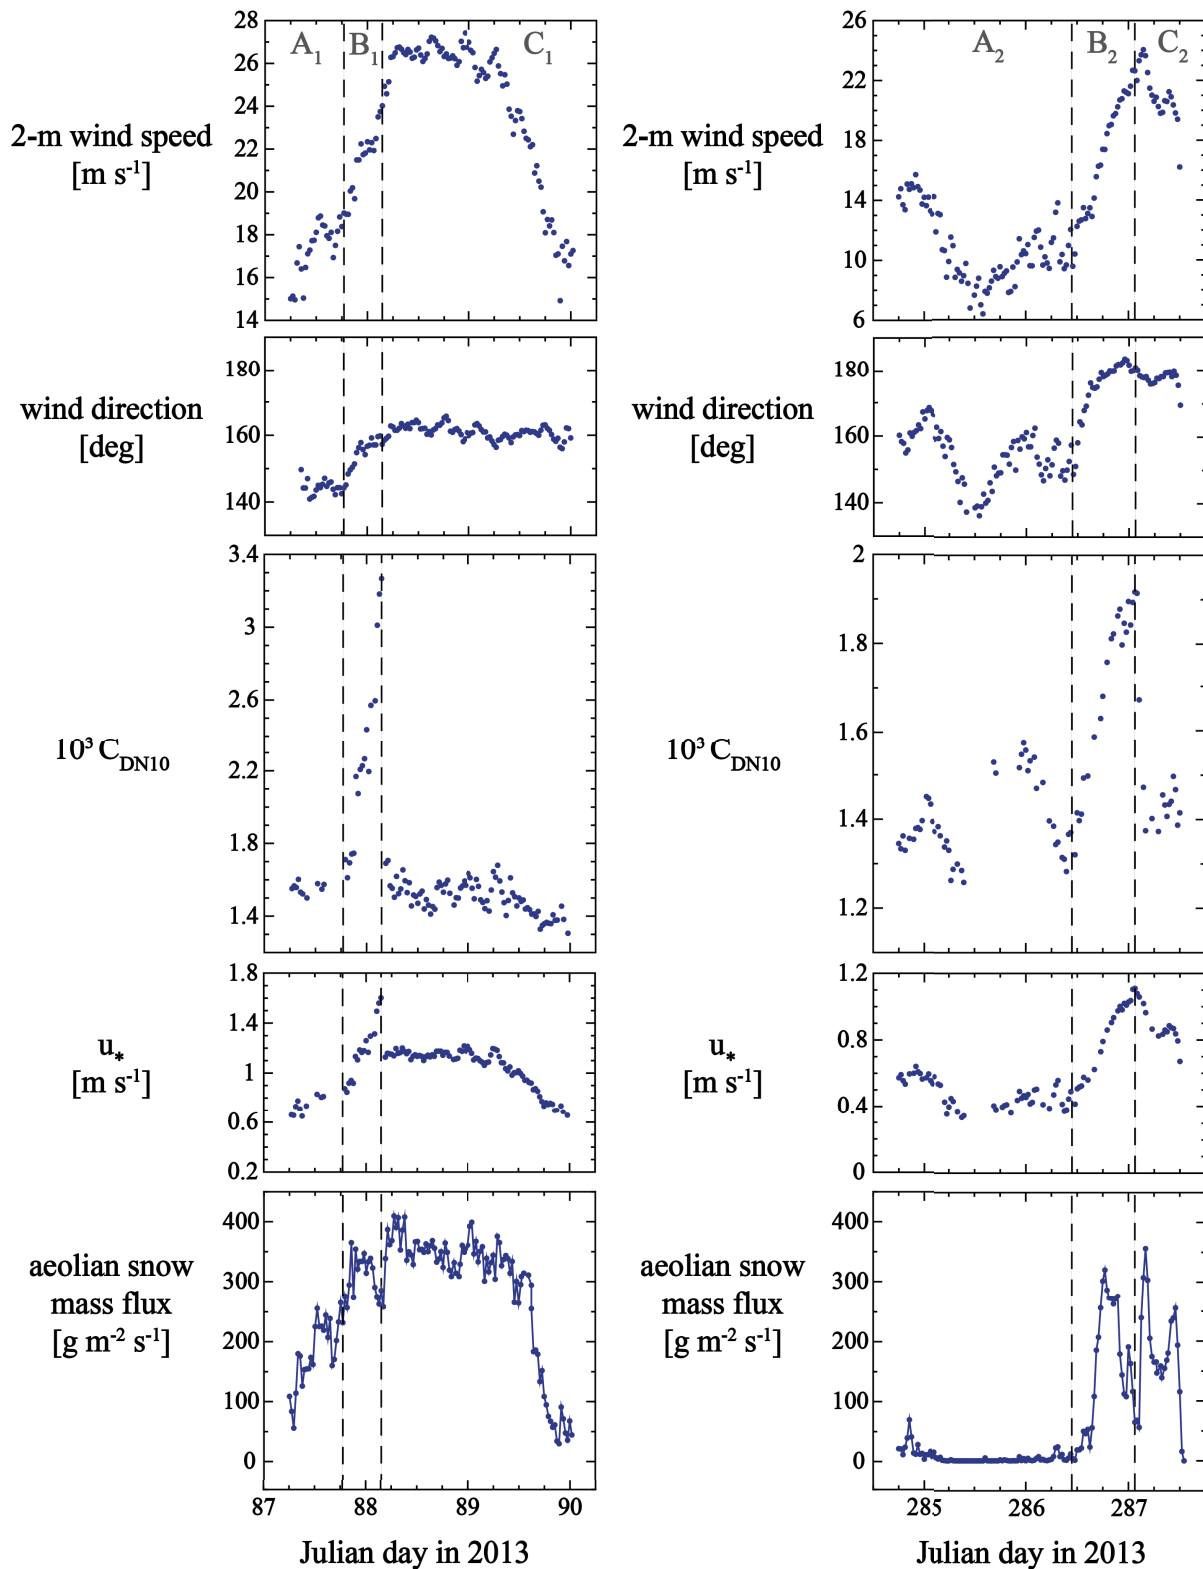 28
26
24
22
20
18
16
14
A1
B1
C1
2-m wind speed
[m s-1]
26
22
18
14
10
6
A2
B2
C2
2-m wind speed
[m s-1]
180
160
140
wind direction
[deg]
180
160
140
wind direction
[deg]
3.4
3
2.6
2.2
1.8
1.4
10³ CDN10
2
1.8
1.6
1.4
1.2
10³ CDN10
1.8
1.4
1
0.6
0.2
u*
[m s-1]
1.2
0.8
0.4
0
u*
[m s-1]
400
300
200
100
0
aeolian snow
mass flux
[g m-2 s-1]
400
300
200
100
0
aeolian snow
mass flux
[g m-2 s-1]
87 88 89 90
Julian day in 2013
285 286 287
Julian day in 2013